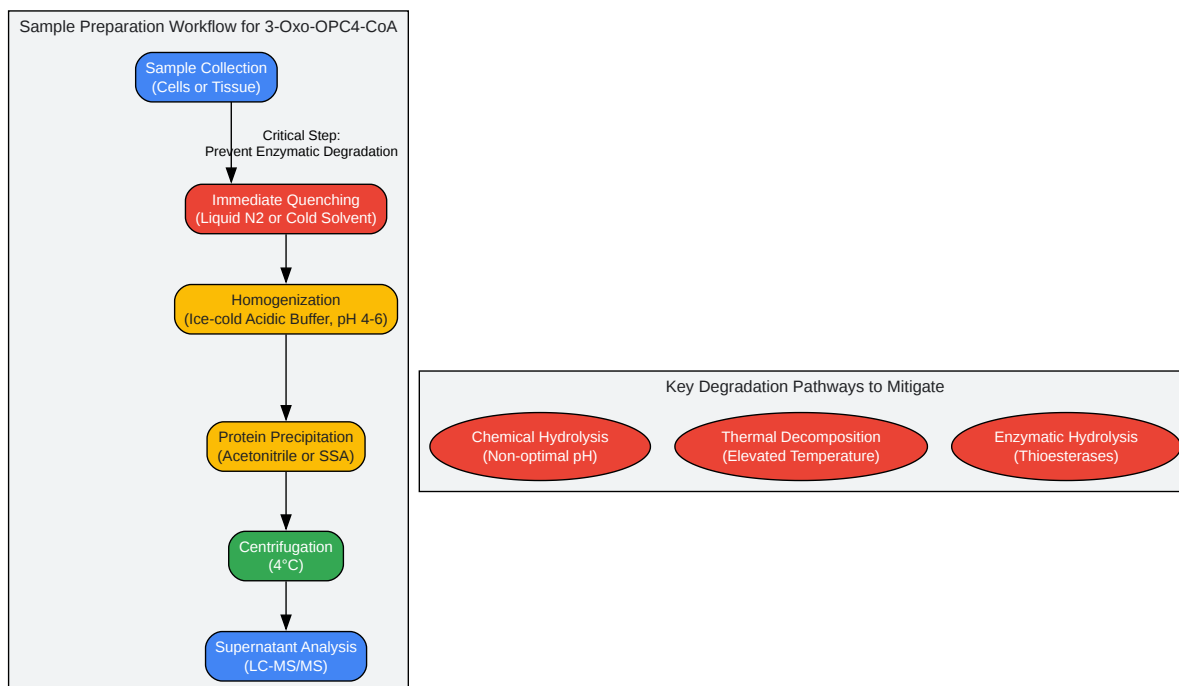 Sample Preparation Workflow for 3-Oxo-OPC4-CoA
Sample Collection
(Cells or Tissue)
Critical Step:
Prevent Enzymatic Degradation
Immediate Quenching
(Liquid N2 or Cold Solvent)
Homogenization
(Ice-cold Acidic Buffer, pH 4-6)
Protein Precipitation
(Acetonitrile or SSA)
Centrifugation
(4°C)
Supernatant Analysis
(LC-MS/MS)
Key Degradation Pathways to Mitigate
Chemical Hydrolysis
(Non-optimal pH)
Thermal Decomposition
(Elevated Temperature)
Enzymatic Hydrolysis
(Thioesterases)